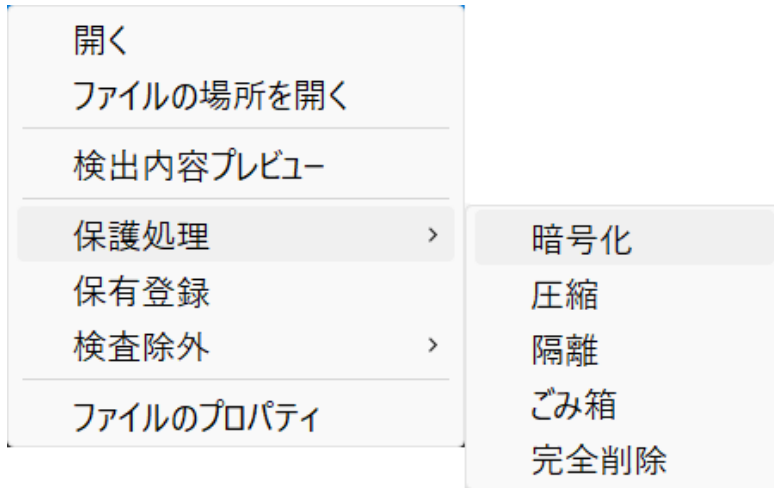 開く
ファイルの場所を開く
検出内容プレビュー
保護処理
保有登録
検査除外
ファイルのプロパティ
暗号化
圧縮
隔離
ごみ箱
完全削除